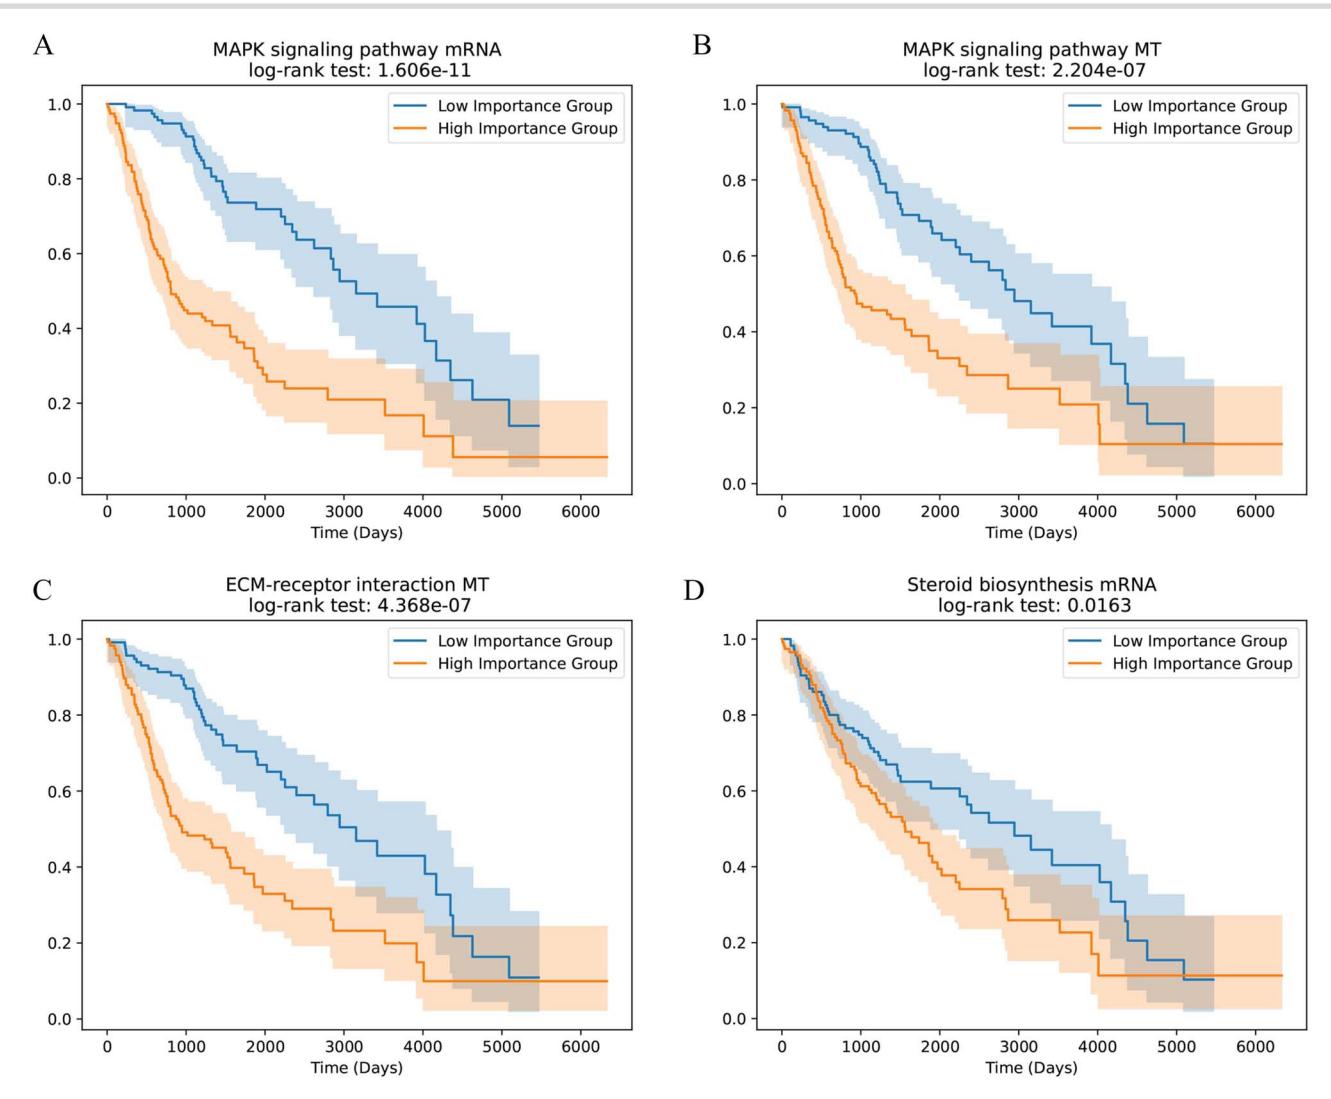 A
MAPK signaling pathway mRNA
log-rank test: 1.606e-11
Low Importance Group
High Importance Group
1.0
0.8
0.6
0.4
0.2
0.0
0 1000 2000 3000 4000 5000 6000
Time (Days)
B
MAPK signaling pathway MT
log-rank test: 2.204e-07
Low Importance Group
High Importance Group
1.0
0.8
0.6
0.4
0.2
0.0
0 1000 2000 3000 4000 5000 6000
Time (Days)
C
ECM-receptor interaction MT
log-rank test: 4.368e-07
Low Importance Group
High Importance Group
1.0
0.8
0.6
0.4
0.2
0.0
0 1000 2000 3000 4000 5000 6000
Time (Days)
D
Steroid biosynthesis mRNA
log-rank test: 0.0163
Low Importance Group
High Importance Group
1.0
0.8
0.6
0.4
0.2
0.0
0 1000 2000 3000 4000 5000 6000
Time (Days)